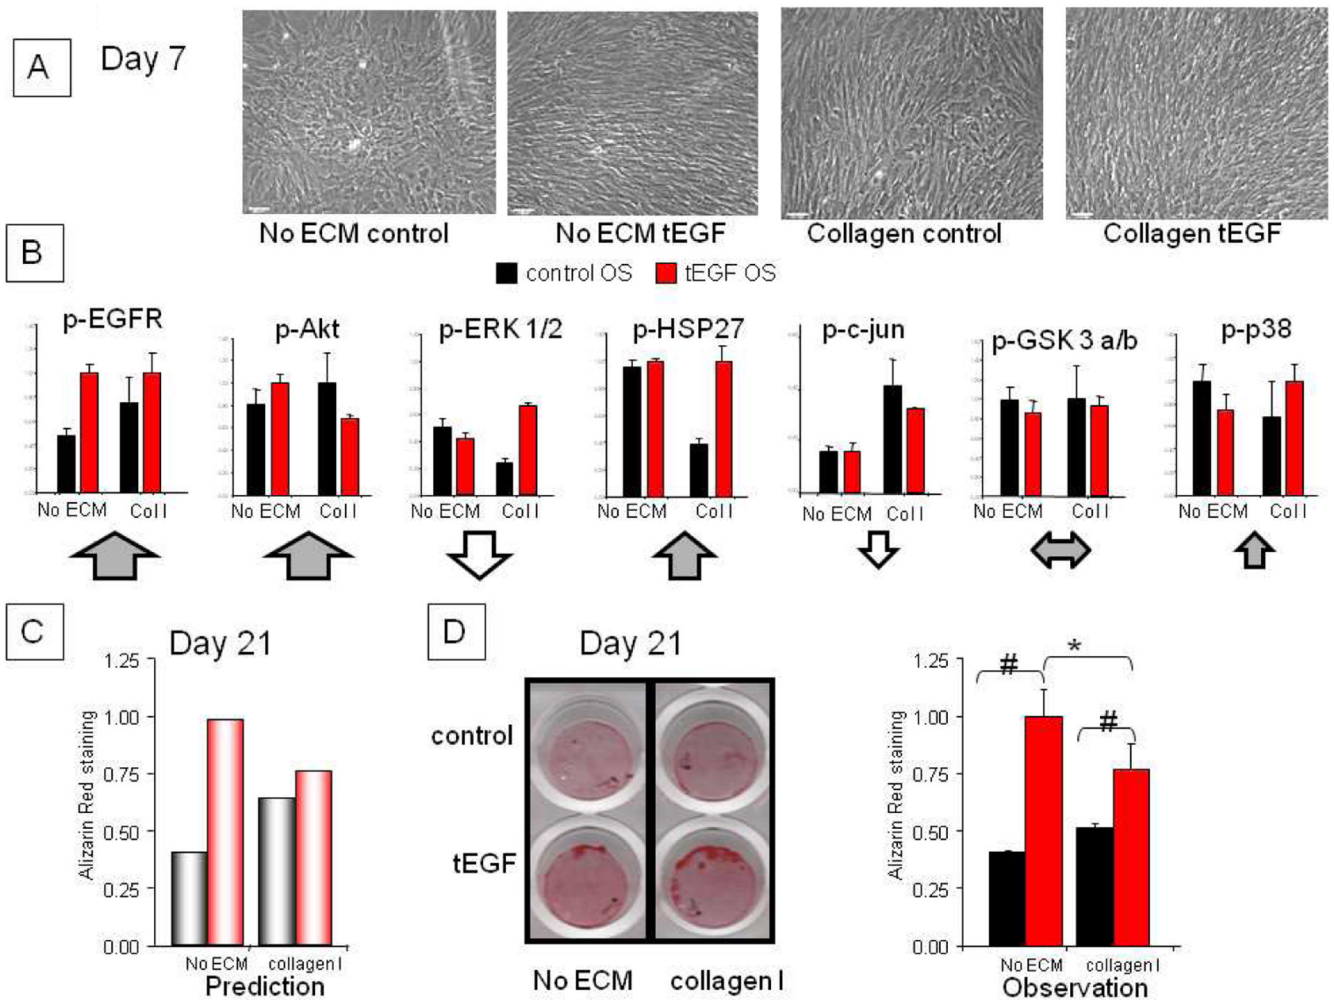 A
Day 7
No ECM control
No ECM tEGF
Collagen control
Collagen tEGF
B
control OS
tEGF OS
p-EGFR
p-Akt
p-ERK 1/2
p-HSP27
p-c-jun
p-GSK 3 a/b
p-p38
No ECM
Col I
No ECM
Col I
No ECM
Col I
No ECM
Col I
No ECM
Col I
No ECM
Col I
No ECM
Col I
C
Day 21
Alizarin Red staining
1.25
1.00
0.75
0.50
0.25
0.00
No ECM
collagen I
Prediction
D
Day 21
control
tEGF
No ECM
collagen I
Alizarin Red staining
1.25
1.00
0.75
0.50
0.25
0.00
#
*
#
No ECM
collagen I
Observation